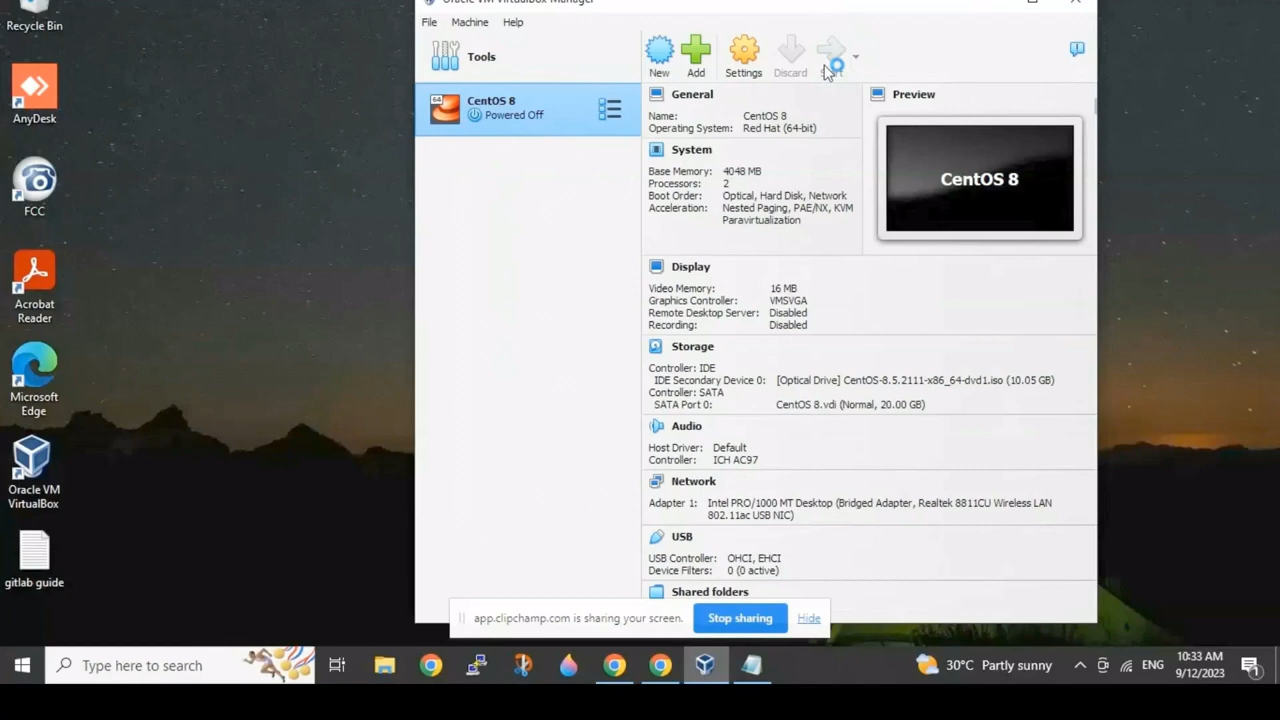 Recycle Bin
AnyDesk
FCC
Acrobat
Reader
Microsoft
Edge
Oracle VM
VirtualBox
gitlab guide
Oracle VM VirtualBox Manager
File Machine Help
Tools
New Add Settings Discard
64
CentOS 8
Powered Off
General
Name: CentOS 8
Operating System: Red Hat (64-bit)
System
Base Memory: 4048 MB
Processors: 2
Boot Order: Optical, Hard Disk, Network
Acceleration: Nested Paging, PAE/NX, KVM
Paravirtualization
Preview
CentOS 8
Display
Video Memory: 16 MB
Graphics Controller: VMSVGA
Remote Desktop Server: Disabled
Recording: Disabled
Storage
Controller: IDE
IDE Secondary Device 0: [Optical Drive] CentOS-8.5.2111-x86_64-dvd1.iso (10.05 GB)
Controller: SATA
SATA Port 0: CentOS 8.vdi (Normal, 20.00 GB)
Audio
Host Driver: Default
Controller: ICH AC97
Network
Adapter 1: Intel PRO/1000 MT Desktop (Bridged Adapter, Realtek 8811CU Wireless LAN
802.11ac USB NIC)
USB
USB Controller: OHCI, EHCI
Device Filters: 0 (0 active)
Shared folders
app.clipchamp.com is sharing your screen. Stop sharing Hide
Type here to search
30°C Partly sunny
ENG
10:33 AM
9/12/2023
1